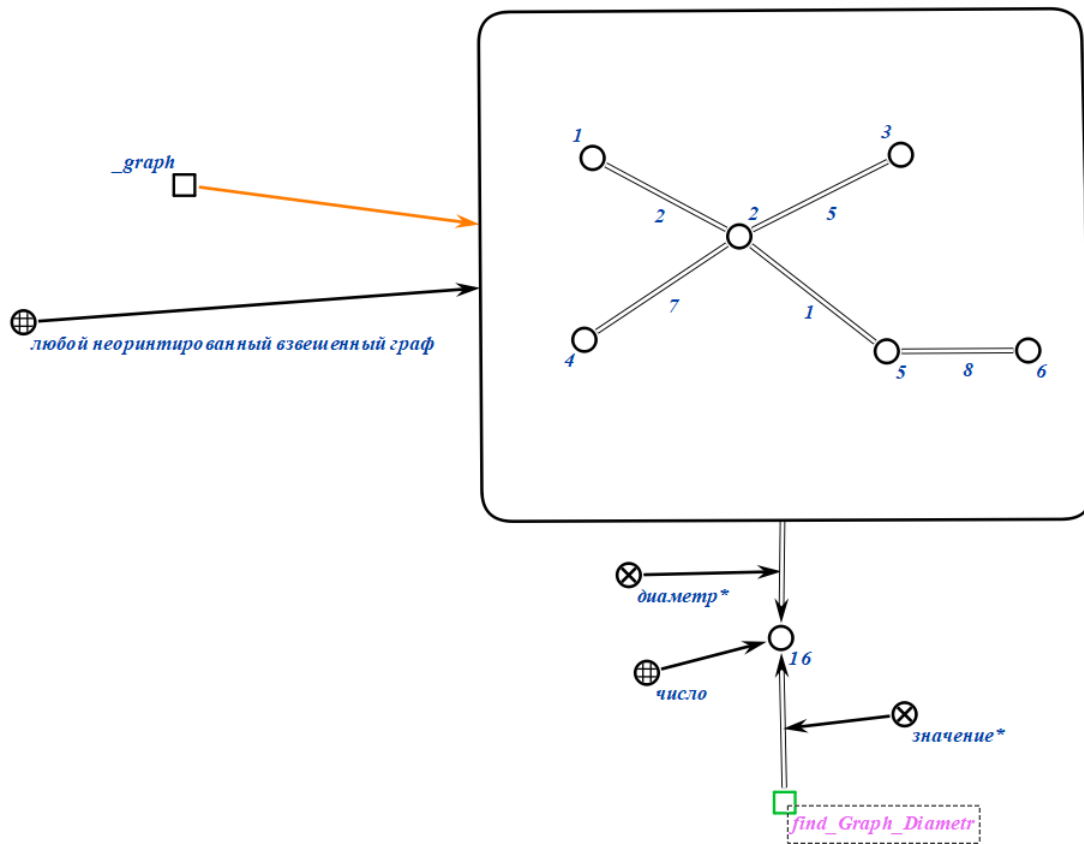 1
3
_graph
2
2
5
любой неоринтированный взвешенный граф
7
1
4
5
8
6
диаметр*
16
число
значение*
find_Graph_Diametr